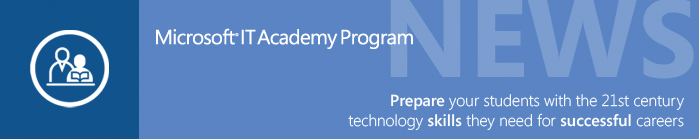 NEWS
Microsoft® IT Academy Program
Prepare your students with the 21st century
technology skills they need for successful careers